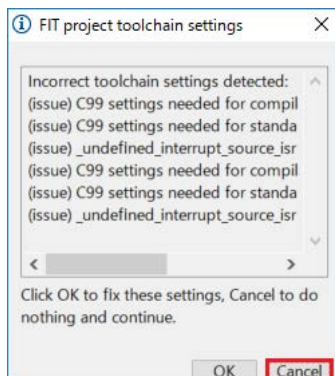 FIT project toolchain settings
Incorrect toolchain settings detected:
(issue) C99 settings needed for compil
(issue) C99 settings needed for standa
(issue) _undefined_interrupt_source_isr
(issue) C99 settings needed for compil
(issue) C99 settings needed for standa
(issue) _undefined_interrupt_source_isr
Click OK to fix these settings, Cancel to do
nothing and continue.
OK Cancel